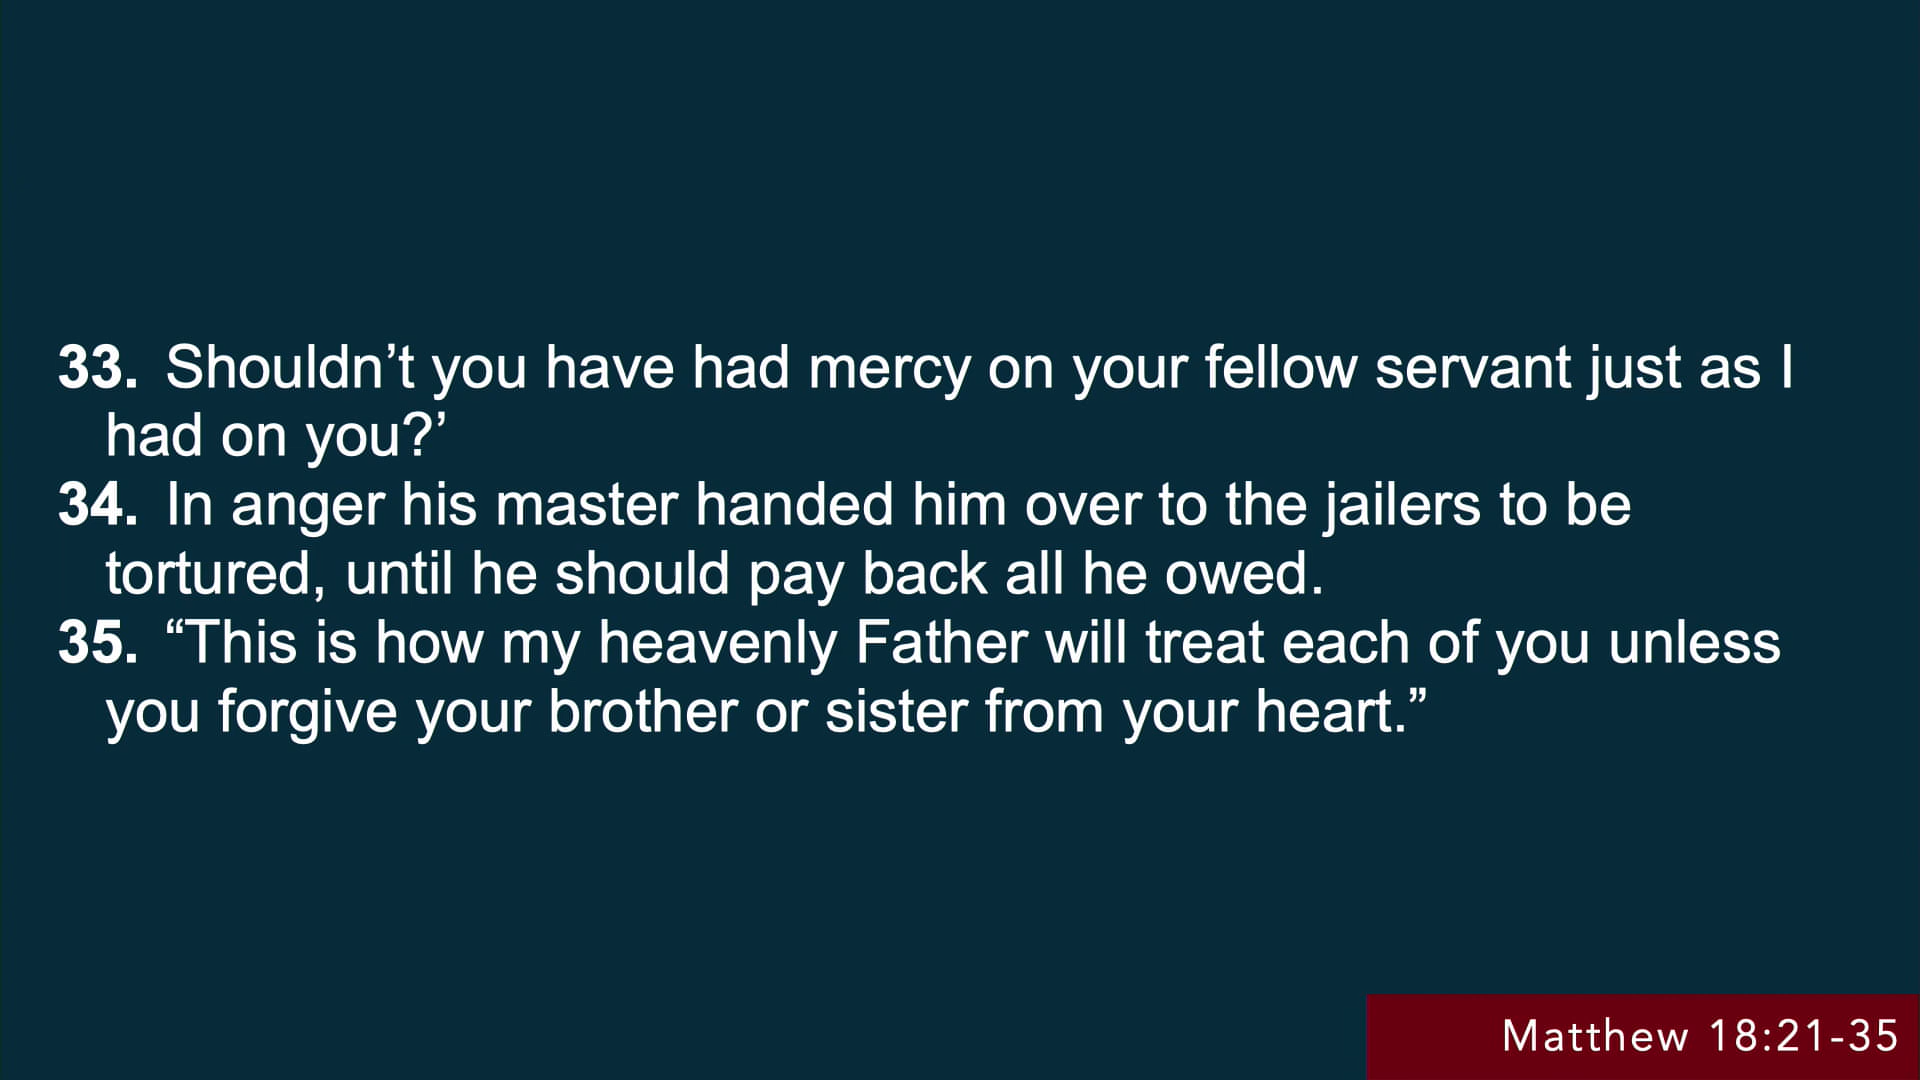 33. Shouldn’t you have had mercy on your fellow servant just as I
had on you?’
34. In anger his master handed him over to the jailers to be
tortured, until he should pay back all he owed.
35. “This is how my heavenly Father will treat each of you unless
you forgive your brother or sister from your heart.”
Matthew 18:21-35